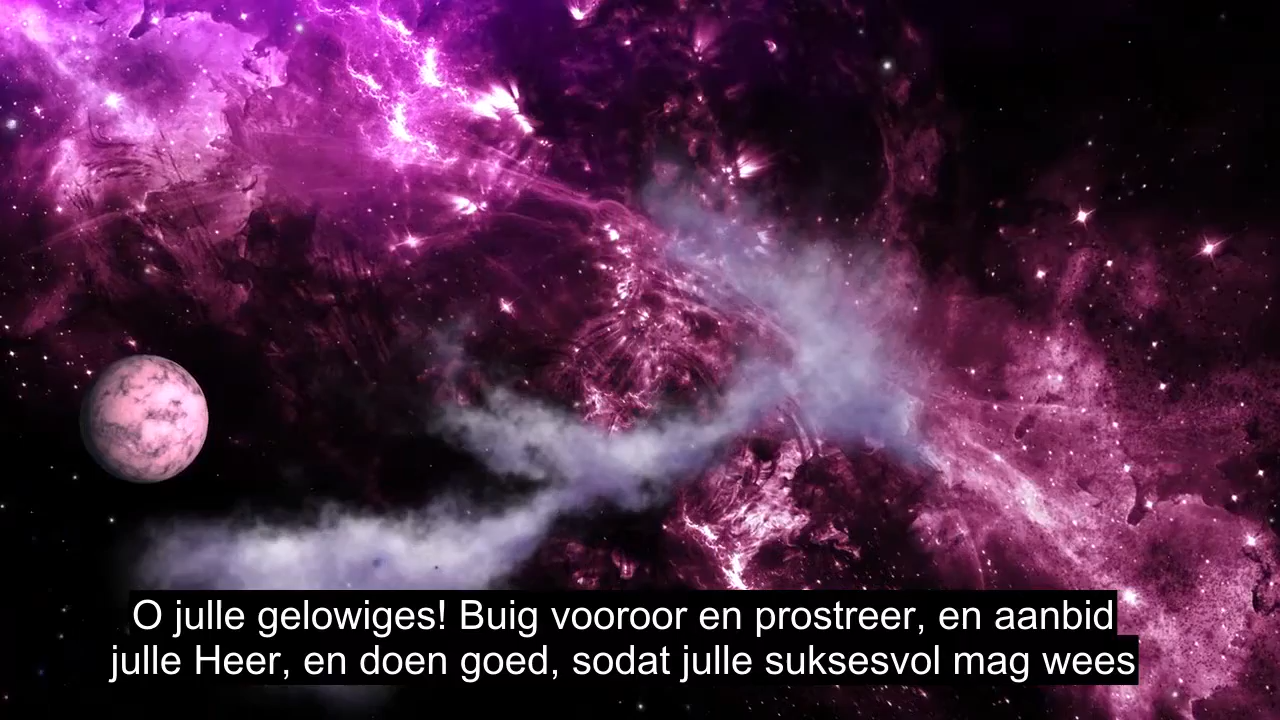 O julle gelowiges! Buig vooroor en prostreer, en aanbid
julle Heer, en doen goed, sodat julle suksesvol mag wees